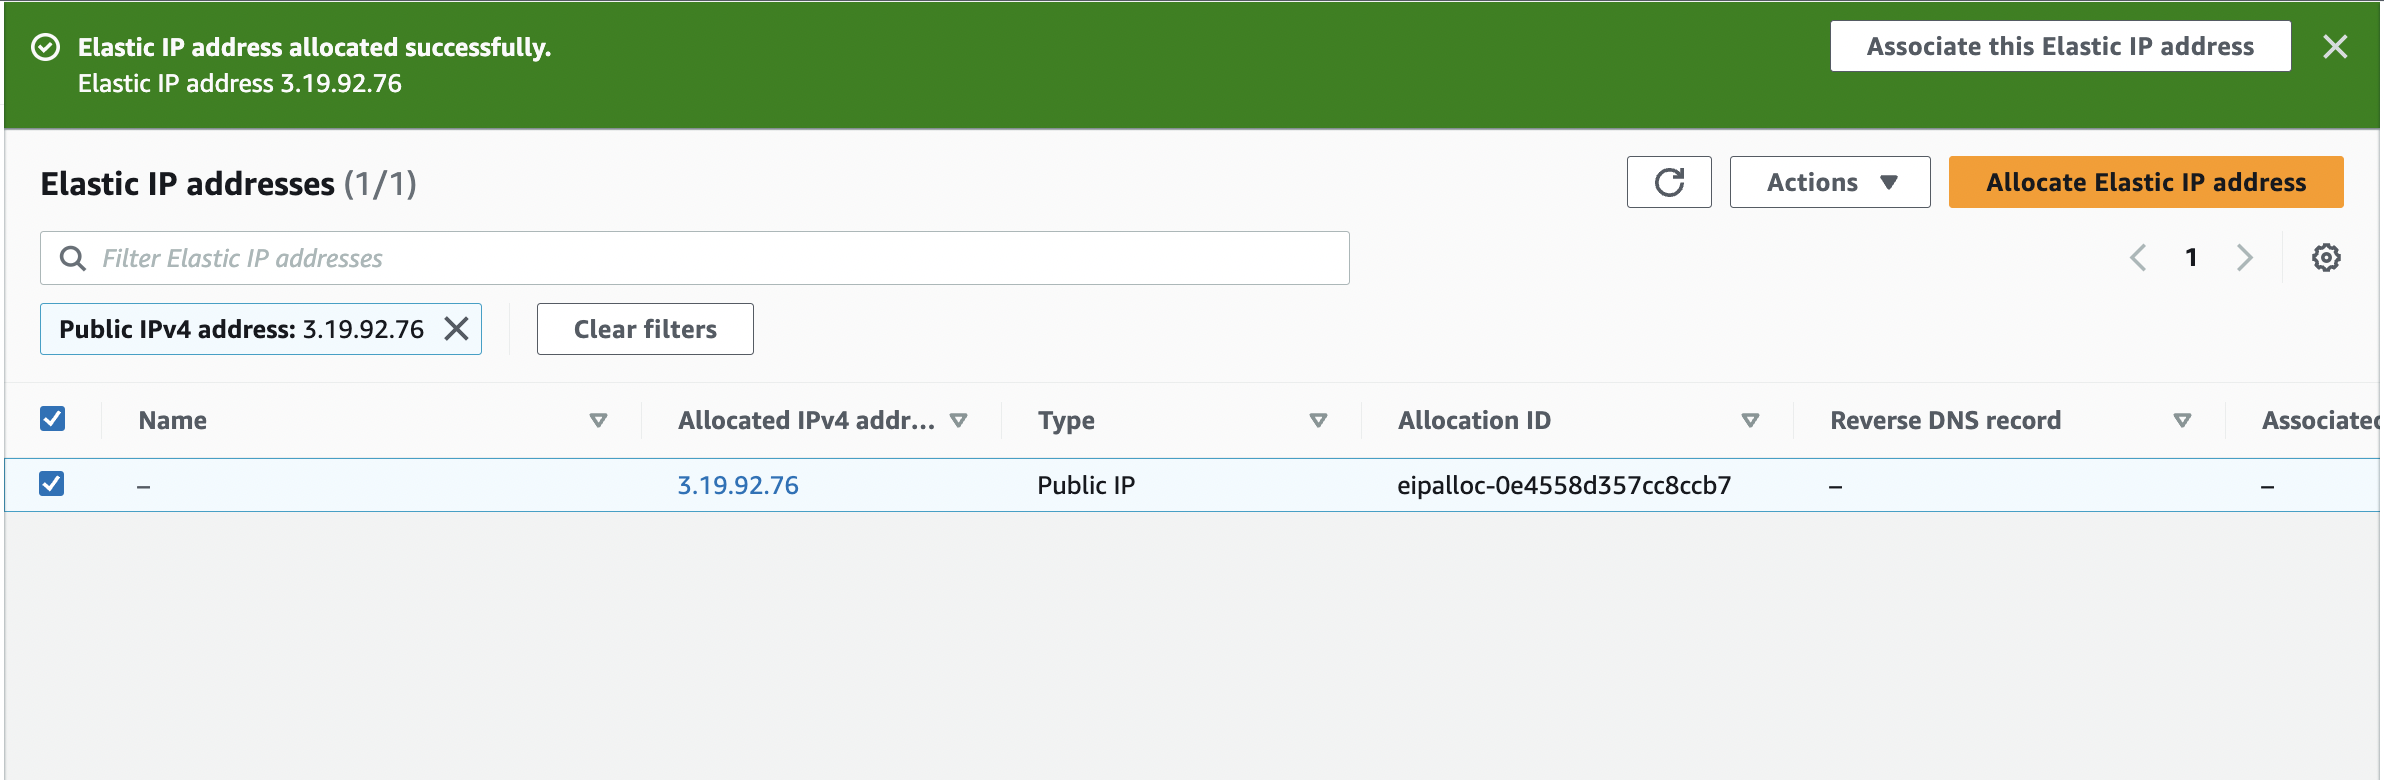 Elastic IP address allocated successfully.
Elastic IP address 3.19.92.76
Associate this Elastic IP address
Elastic IP addresses (1/1)
Actions
Allocate Elastic IP address
Filter Elastic IP addresses
1
Public IPv4 address: 3.19.92.76
Clear filters
Name Allocated IPv4 addr... Type Allocation ID Reverse DNS record Associated
– 3.19.92.76 Public IP eipalloc-0e4558d357cc8ccb7 – –